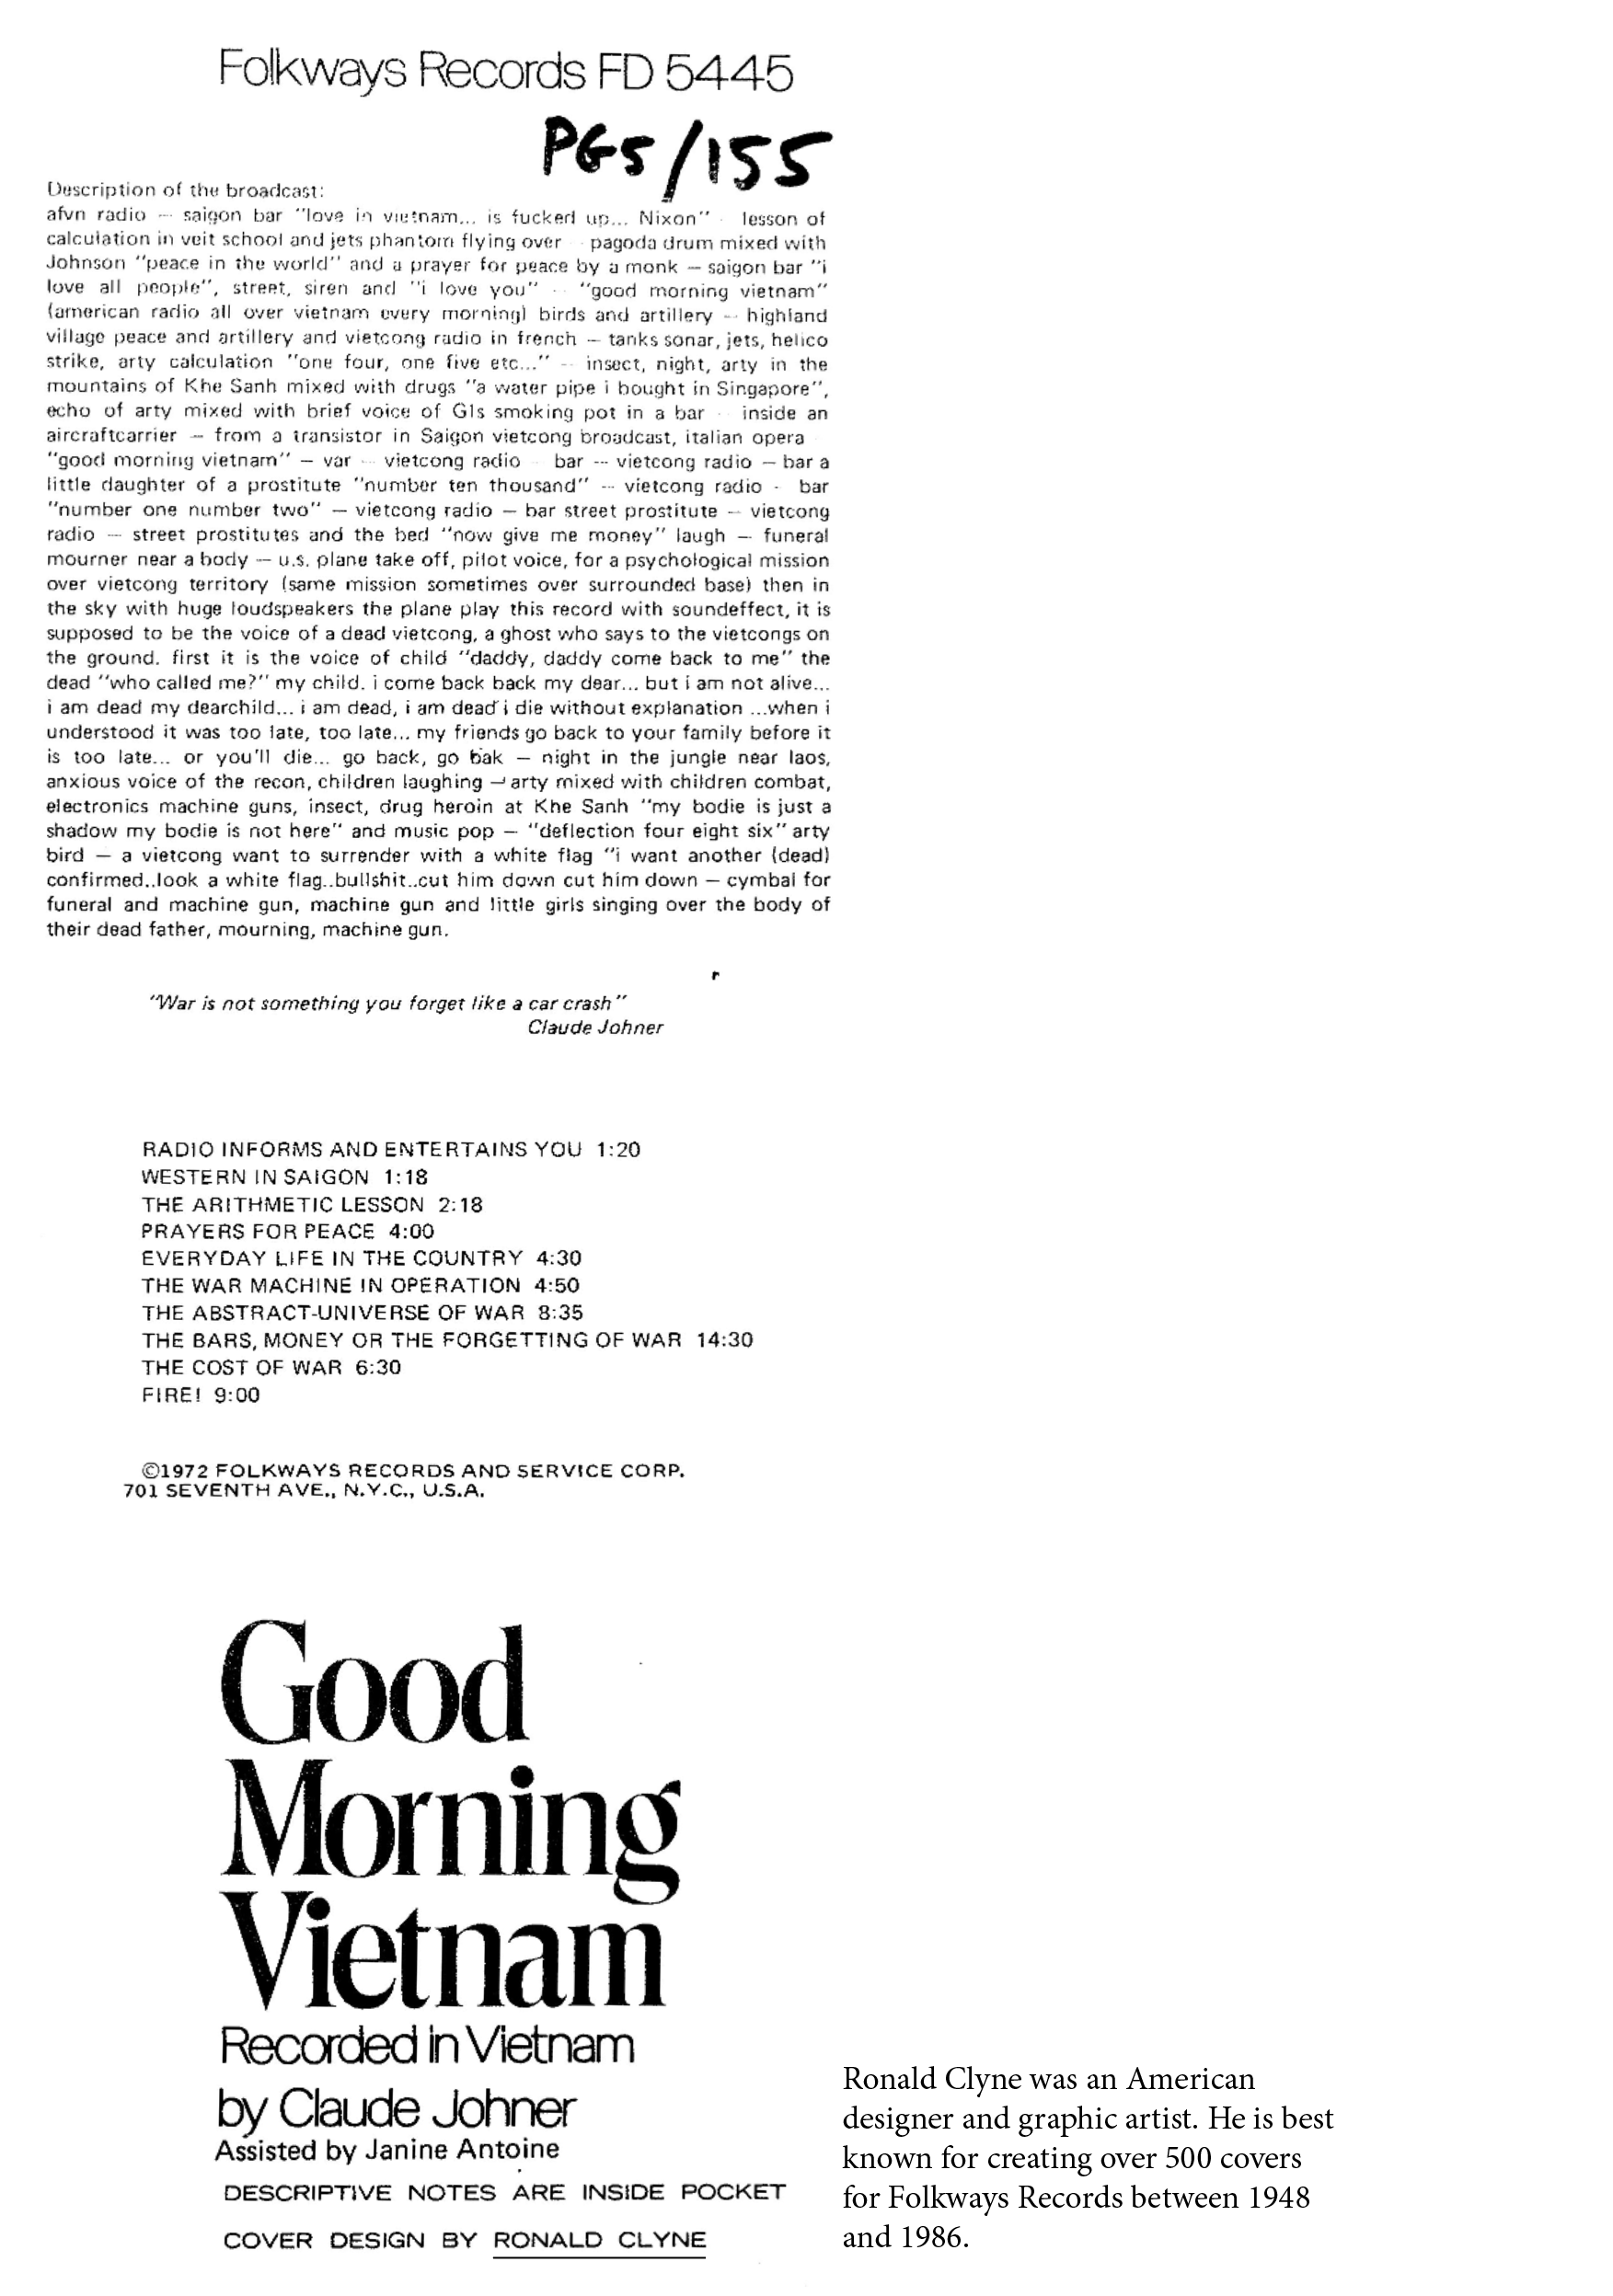 Folkways Records FD 5445
PG5/155
Description of the broadcast:
afvn radio — saigon bar "love in vietnam... is fucked up... Nixon" - lesson of
calculation in veit school and jets phantom flying over - pagoda drum mixed with
Johnson "peace in the world" and a prayer for peace by a monk — saigon bar "i
love all people", street, siren and "i love you" - "good morning vietnam"
(american radio all over vietnam every morning) birds and artillery -- highland
village peace and artillery and vietcong radio in french — tanks sonar, jets, helico
strike, arty calculation "one four, one five etc..." -- insect, night, arty in the
mountains of Khe Sanh mixed with drugs "a water pipe i bought in Singapore",
echo of arty mixed with brief voice of GIs smoking pot in a bar - inside an
aircraftcarrier — from a transistor in Saigon vietcong broadcast, italian opera
"good morning vietnam" — var -- vietcong radio - bar -- vietcong radio — bar a
little daughter of a prostitute "number ten thousand" -- vietcong radio - bar
"number one number two" — vietcong radio — bar street prostitute -- vietcong
radio — street prostitutes and the bed "now give me money" laugh — funeral
mourner near a body — u.s. plane take off, pilot voice, for a psychological mission
over vietcong territory (same mission sometimes over surrounded base) then in
the sky with huge loudspeakers the plane play this record with soundeffect, it is
supposed to be the voice of a dead vietcong, a ghost who says to the vietcongs on
the ground. first it is the voice of child "daddy, daddy come back to me" the
dead "who called me?" my child. i come back back my dear... but i am not alive...
i am dead my dearchild... i am dead, i am dead i die without explanation ...when i
understood it was too late, too late... my friends go back to your family before it
is too late... or you'll die... go back, go bak — night in the jungle near laos,
anxious voice of the recon, children laughing — arty mixed with children combat,
electronics machine guns, insect, drug heroin at Khe Sanh "my bodie is just a
shadow my bodie is not here" and music pop — "deflection four eight six" arty
bird — a vietcong want to surrender with a white flag "i want another (dead)
confirmed..look a white flag..bullshit..cut him down cut him down — cymbal for
funeral and machine gun, machine gun and little girls singing over the body of
their dead father, mourning, machine gun.
"War is not something you forget like a car crash"
Claude Johner
RADIO INFORMS AND ENTERTAINS YOU 1:20
WESTERN IN SAIGON 1:18
THE ARITHMETIC LESSON 2:18
PRAYERS FOR PEACE 4:00
EVERYDAY LIFE IN THE COUNTRY 4:30
THE WAR MACHINE IN OPERATION 4:50
THE ABSTRACT-UNIVERSE OF WAR 8:35
THE BARS, MONEY OR THE FORGETTING OF WAR 14:30
THE COST OF WAR 6:30
FIRE! 9:00
©1972 FOLKWAYS RECORDS AND SERVICE CORP.
701 SEVENTH AVE., N.Y.C., U.S.A.
Good
Morning
Vietnam
Recorded in Vietnam
by Claude Johner
Assisted by Janine Antoine
DESCRIPTIVE NOTES ARE INSIDE POCKET
COVER DESIGN BY RONALD CLYNE
Ronald Clyne was an American
designer and graphic artist. He is best
known for creating over 500 covers
for Folkways Records between 1948
and 1986.